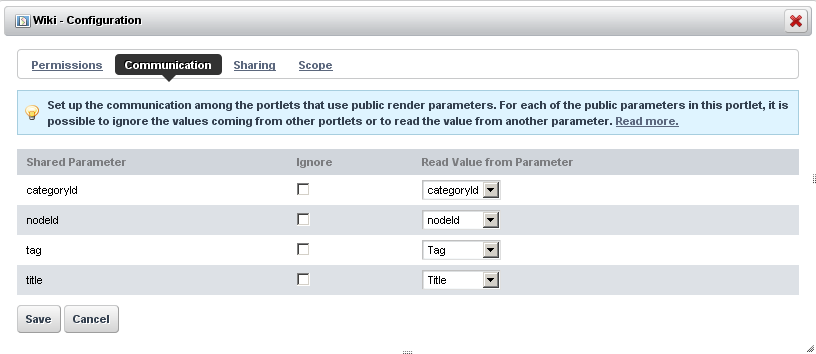 Wiki - Configuration
Permissions Communication Sharing Scope
Set up the communication among the portlets that use public render parameters. For each of the public parameters in this portlet, it is
possible to ignore the values coming from other portlets or to read the value from another parameter. Read more.
Shared Parameter Ignore Read Value from Parameter
categoryId categoryId
nodeId nodeId
tag Tag
title Title
Save Cancel